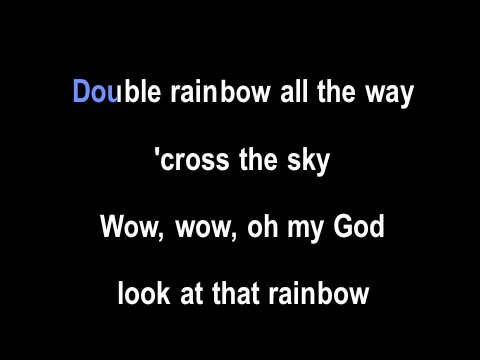 Double rainbow all the way
'cross the sky
Wow, wow, oh my God
look at that rainbow